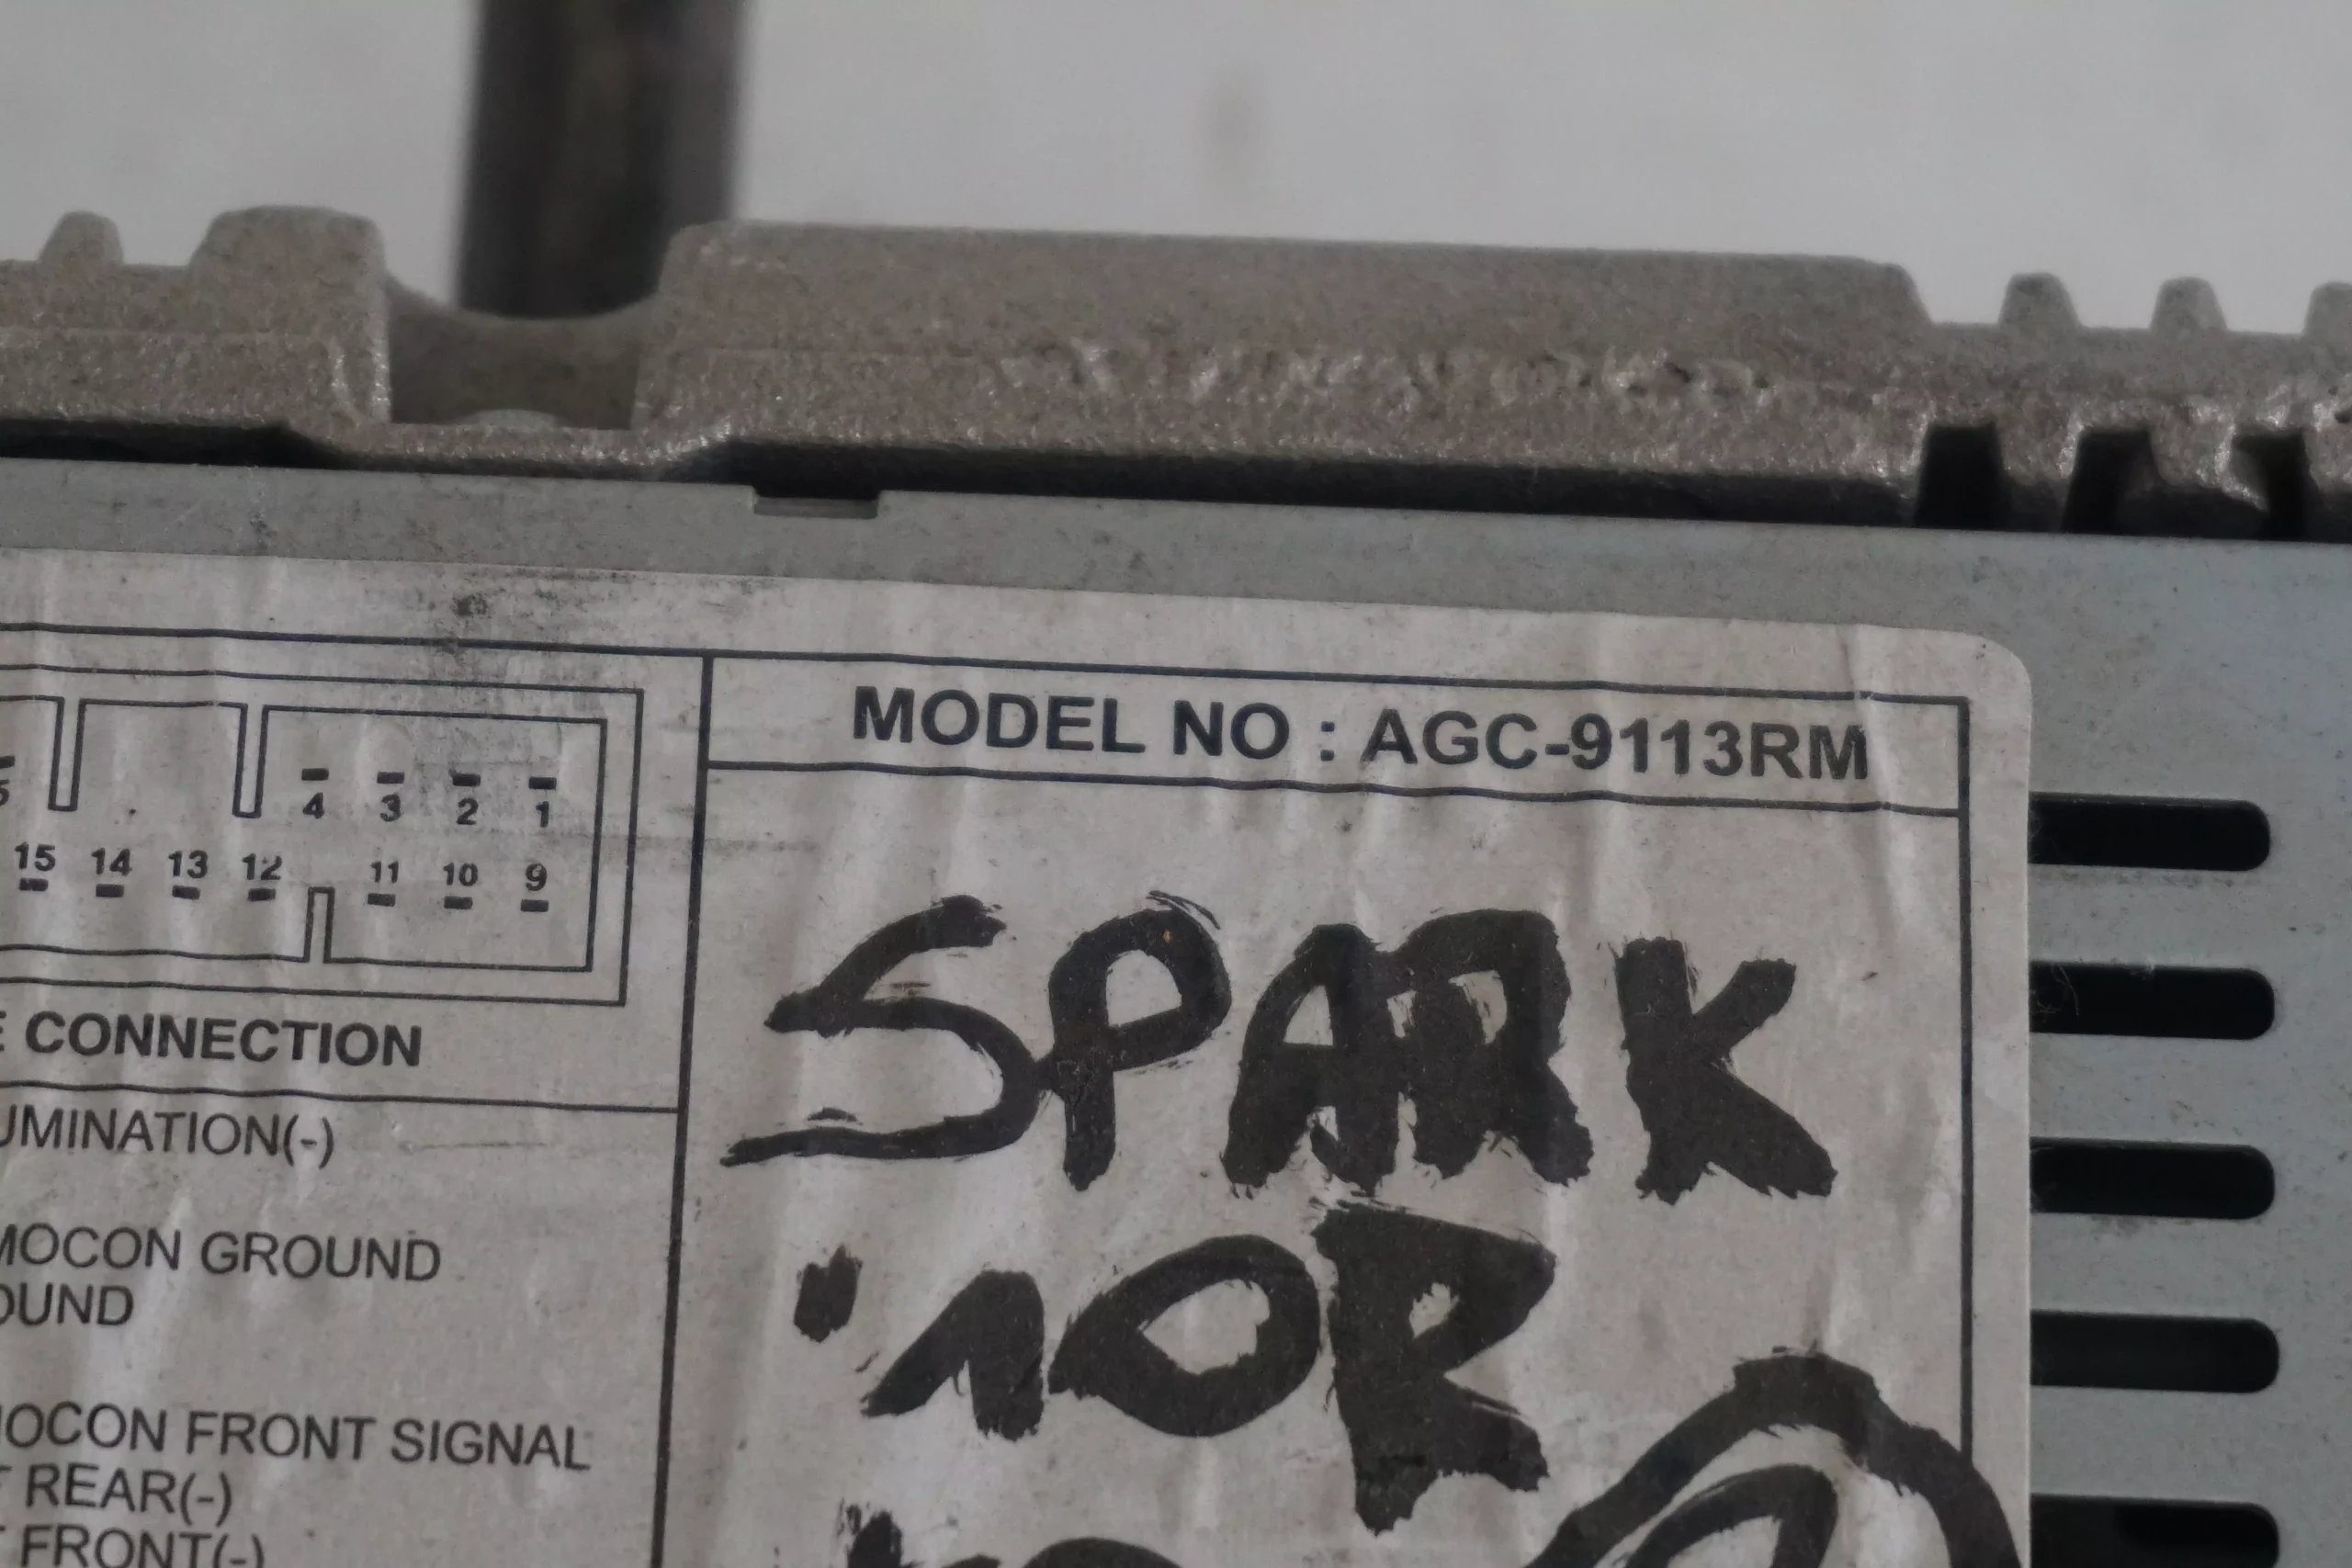 MODEL NO : AGC-9113RM
4 3 2 1
15 14 13 12 11 10 9
CONNECTION
UMINATION(-)
MOCON GROUND
OUND
OCON FRONT SIGNAL
REAR(-)
FRONT(-)
SPARK
'10R